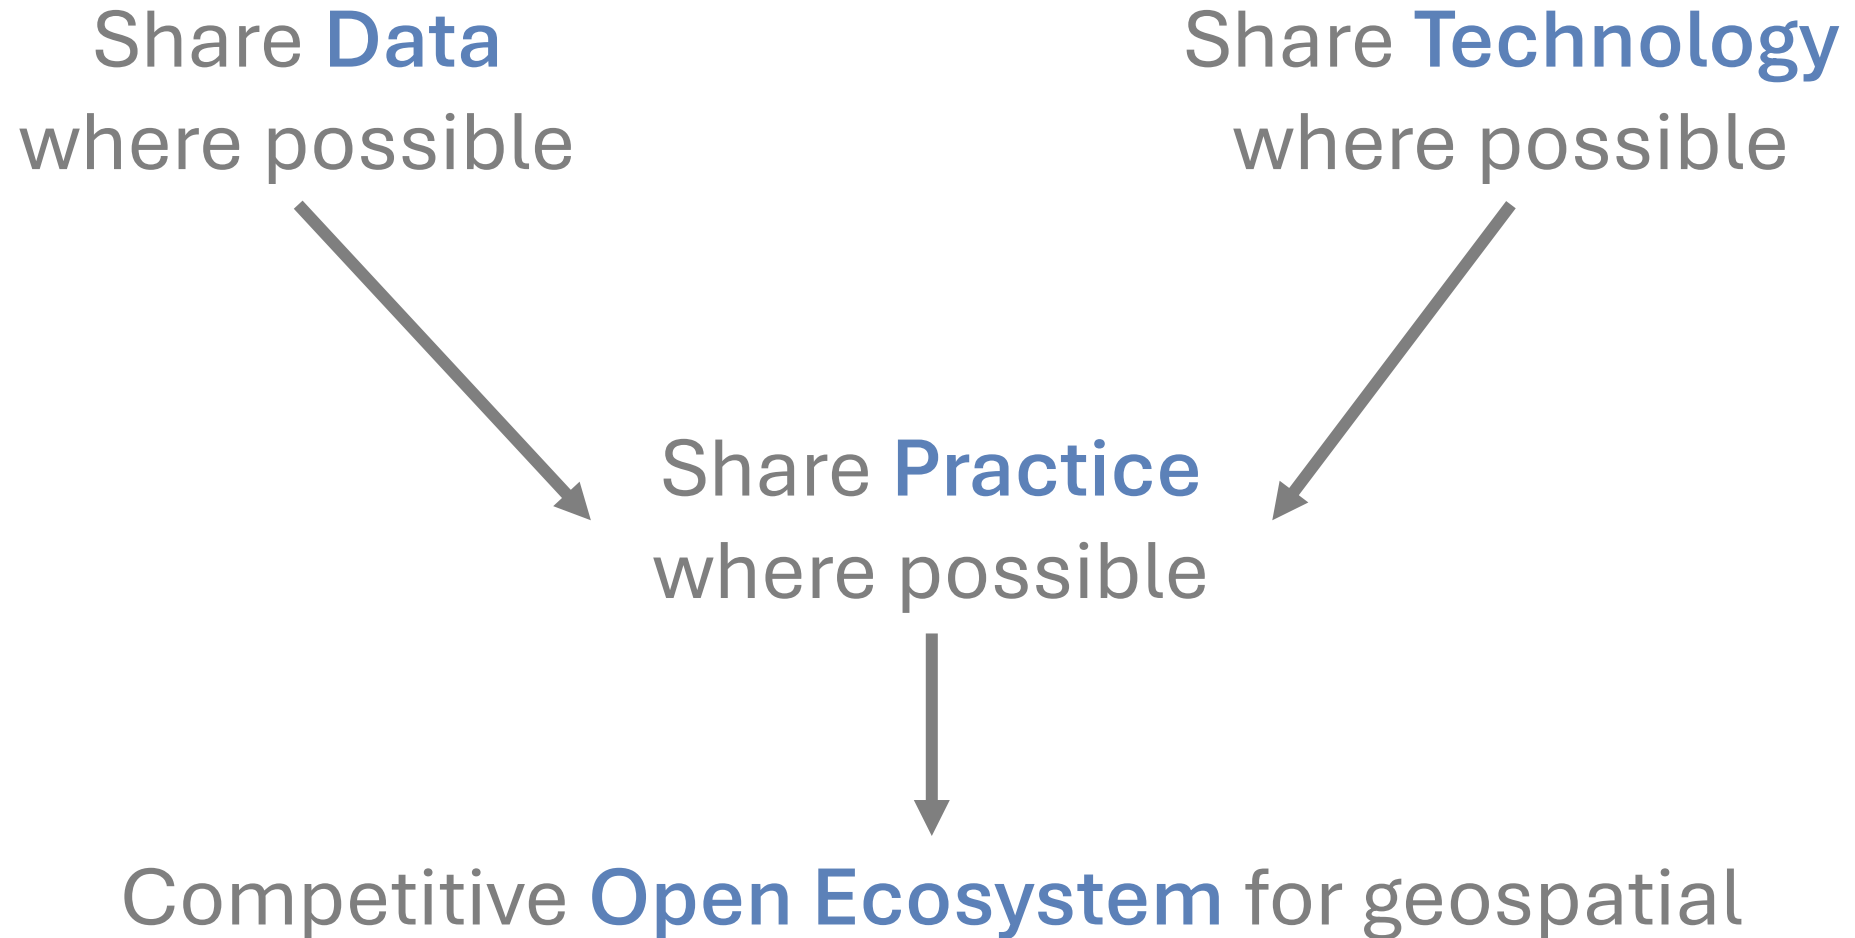 Share Data
where possible
Share Technology
where possible
Share Practice
where possible
Competitive Open Ecosystem for geospatial